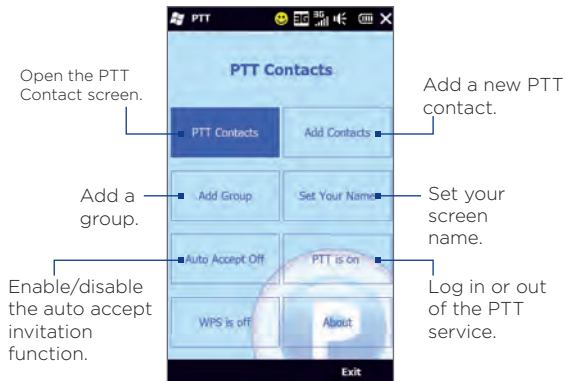 PTT
3G
3G
PTT Contacts
Open the PTT
Contact screen.
PTT Contacts
Add Contacts
Add a new PTT
contact.
Add a
group.
Add Group
Set Your Name
Set your
screen
name.
Enable/disable
the auto accept
invitation
function.
Auto Accept Off
PTT is on
Log in or out
of the PTT
service.
WPS is off
About
Exit